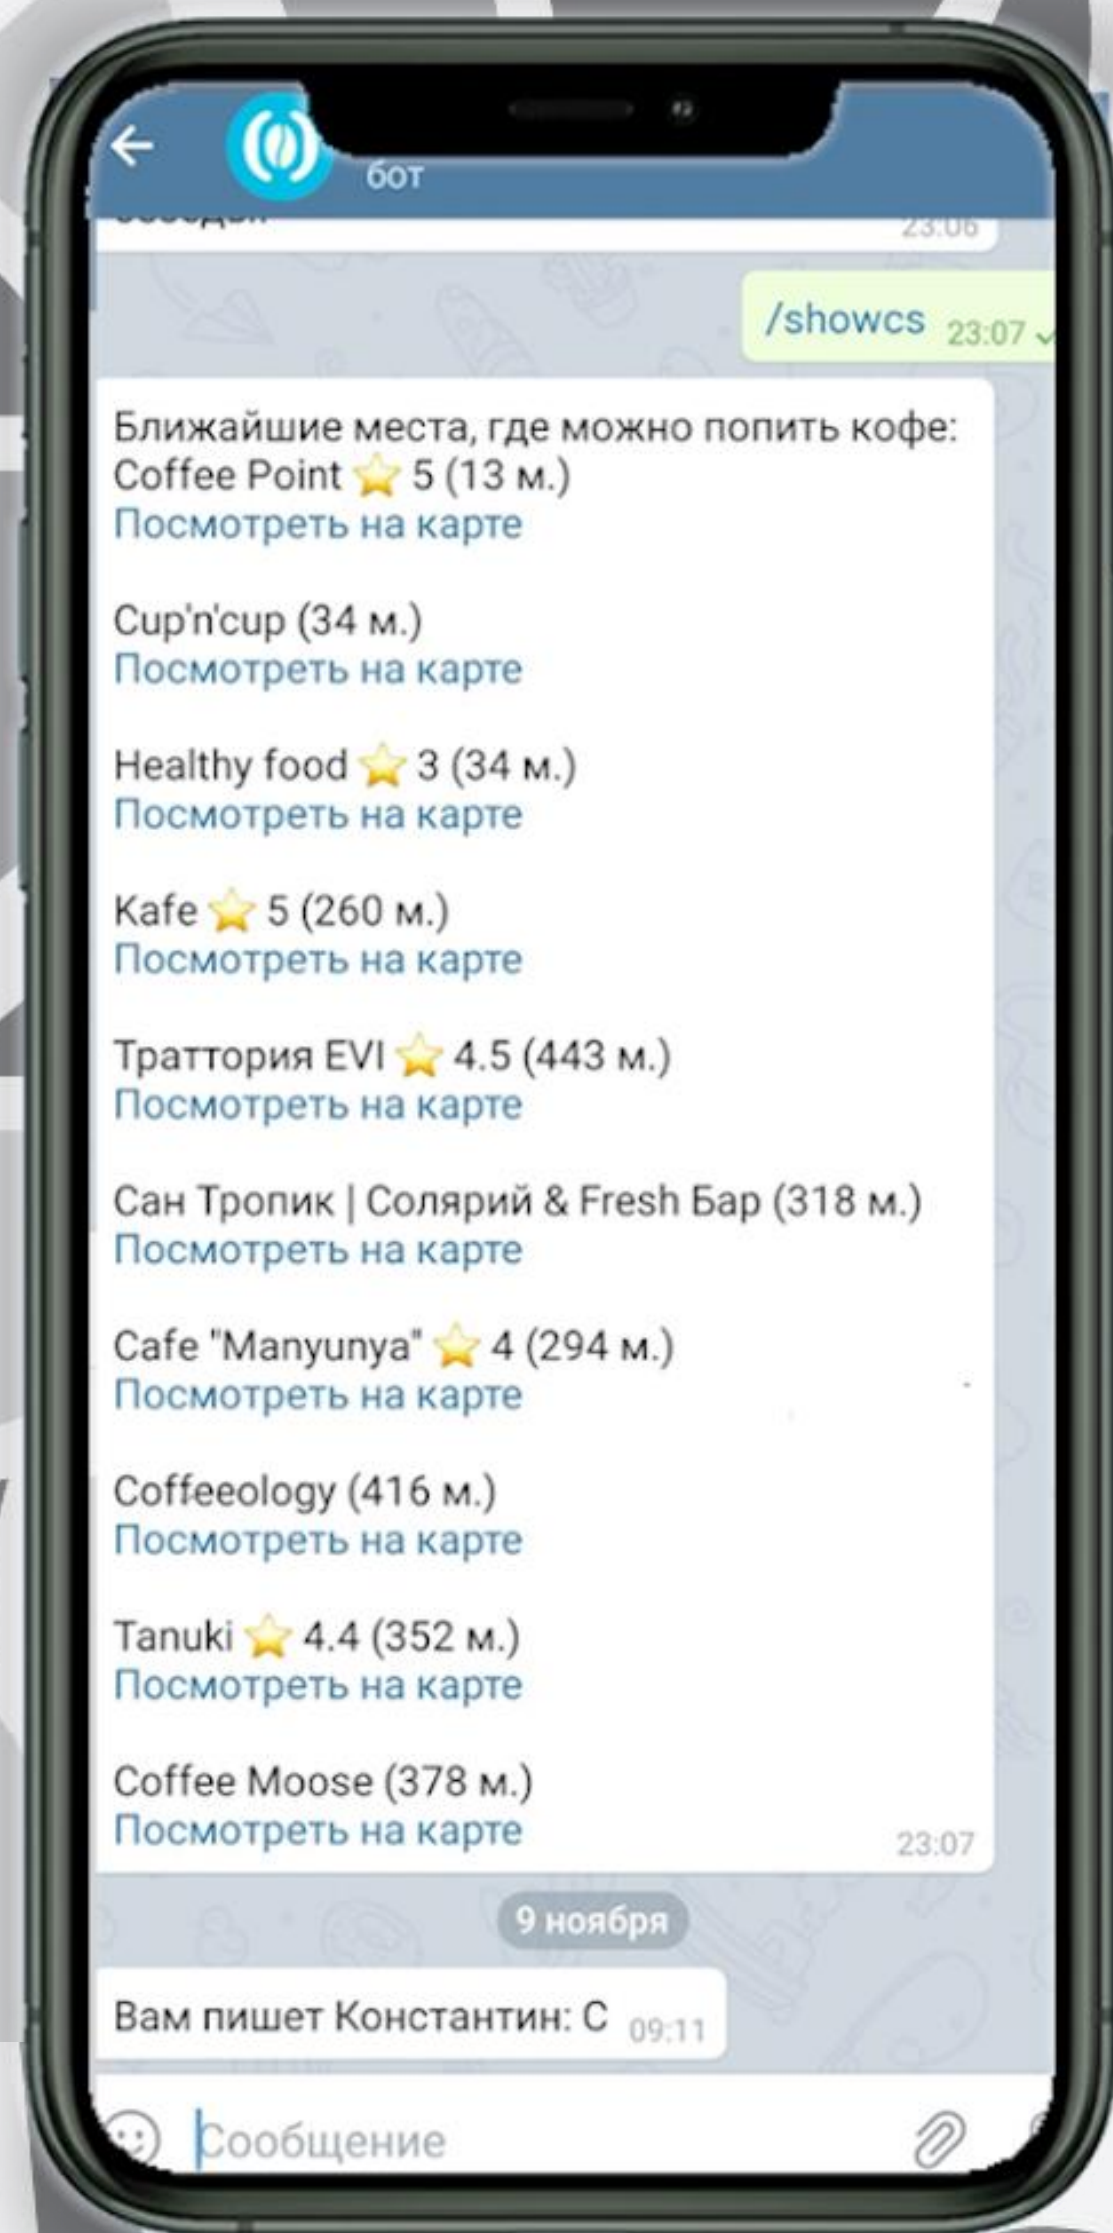 бот
23:06
/showcs 23:07
Ближайшие места, где можно попить кофе:
Coffee Point ⭐ 5 (13 м.)
Посмотреть на карте
Cup'n'cup (34 м.)
Посмотреть на карте
Healthy food ⭐ 3 (34 м.)
Посмотреть на карте
Kafe ⭐ 5 (260 м.)
Посмотреть на карте
Траттория EVI ⭐ 4.5 (443 м.)
Посмотреть на карте
Сан Тропик | Солярий & Fresh Бар (318 м.)
Посмотреть на карте
Cafe "Manyunya" ⭐ 4 (294 м.)
Посмотреть на карте
Coffeeology (416 м.)
Посмотреть на карте
Tanuki ⭐ 4.4 (352 м.)
Посмотреть на карте
Coffee Moose (378 м.)
Посмотреть на карте
23:07
9 ноября
Вам пишет Константин: С 09:11
Сообщение